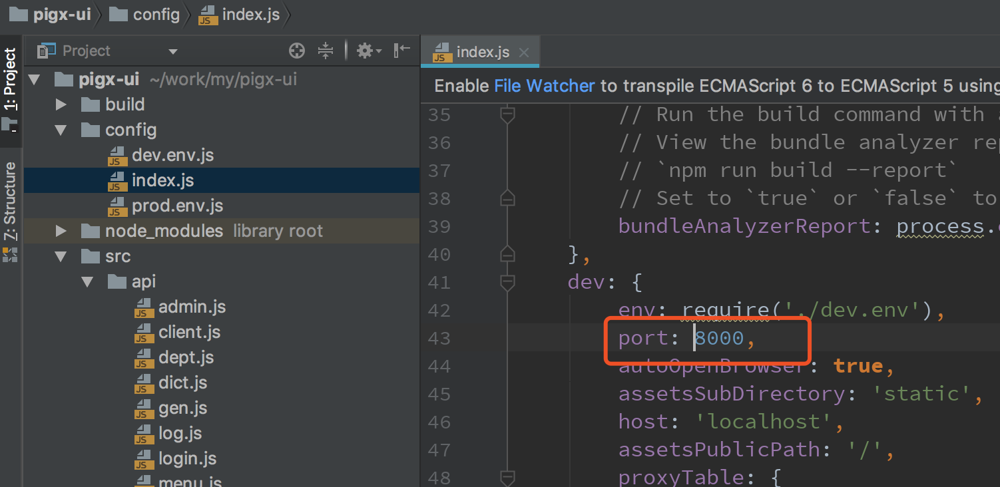 pigx-ui config index.js
1: Project
7: Structure
Project
pigx-ui ~/work/my/pigx-ui
build
config
dev.env.js
index.js
prod.env.js
node_modules library root
src
api
admin.js
client.js
dept.js
dict.js
gen.js
log.js
login.js
menu.js
index.js
Enable File Watcher to transpile ECMAScript 6 to ECMAScript 5 using
35 // Run the build command with
36 // View the bundle analyzer rep
37 // `npm run build --report`
38 // Set to `true` or `false` to
39 bundleAnalyzerReport: process.
40 },
41 dev: {
42 env: require('./dev.env'),
43 port: 8000,
44 autoOpenBrowser: true,
45 assetsSubDirectory: 'static',
46 host: 'localhost',
47 assetsPublicPath: '/',
48 proxyTable: {